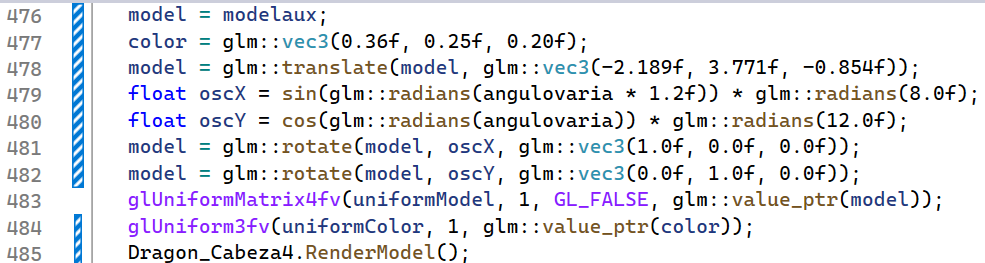 476 model = modelaux;
477 color = glm::vec3(0.36f, 0.25f, 0.20f);
478 model = glm::translate(model, glm::vec3(-2.189f, 3.771f, -0.854f));
479 float oscX = sin(glm::radians(angulovaria * 1.2f)) * glm::radians(8.0f);
480 float oscY = cos(glm::radians(angulovaria)) * glm::radians(12.0f);
481 model = glm::rotate(model, oscX, glm::vec3(1.0f, 0.0f, 0.0f));
482 model = glm::rotate(model, oscY, glm::vec3(0.0f, 1.0f, 0.0f));
483 glUniformMatrix4fv(uniformModel, 1, GL_FALSE, glm::value_ptr(model));
484 glUniform3fv(uniformColor, 1, glm::value_ptr(color));
485 Dragon_Cabeza4.RenderModel();